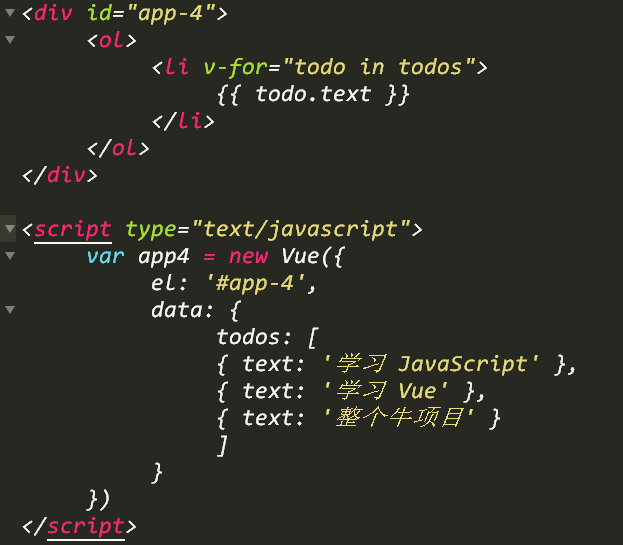 <div id="app-4">
<ol>
<li v-for="todo in todos">
{{ todo.text }}
</li>
</ol>
</div>
<script type="text/javascript">
var app4 = new Vue({
el: '#app-4',
data: {
todos: [
{ text: '学习 JavaScript' },
{ text: '学习 Vue' },
{ text: '整个牛项目' }
]
}
})
</script>